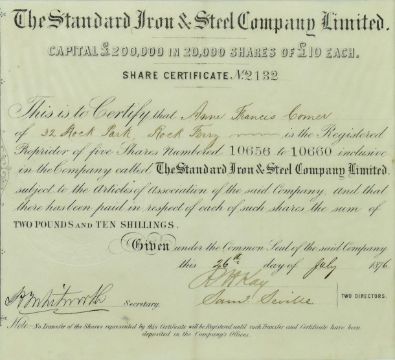 The Standard Iron & Steel Company Limited.
CAPITAL £200,000 IN 20,000 SHARES OF £10 EACH.
SHARE CERTIFICATE. No 2132
This is to Certify that Anne Francis Comer
of 32 Rock Park, Rock Ferry is the Registered
Proprietor of five Shares Numbered 10656 to 10660 inclusive
in the Company called The Standard Iron & Steel Company Limited.
subject to the Articles of Association of the said Company and that
there has been paid in respect of each of such shares the sum of
TWO POUNDS AND TEN SHILLINGS.
Given under the Common Seal of the said Company
this 26th day of July 1876
Whitworth Secretary.
Kay
Saml Seville
TWO DIRECTORS.
Note: No Transfer of the Shares represented by this Certificate will be Registered until such Transfer and Certificate have been
deposited in the Company's Offices.